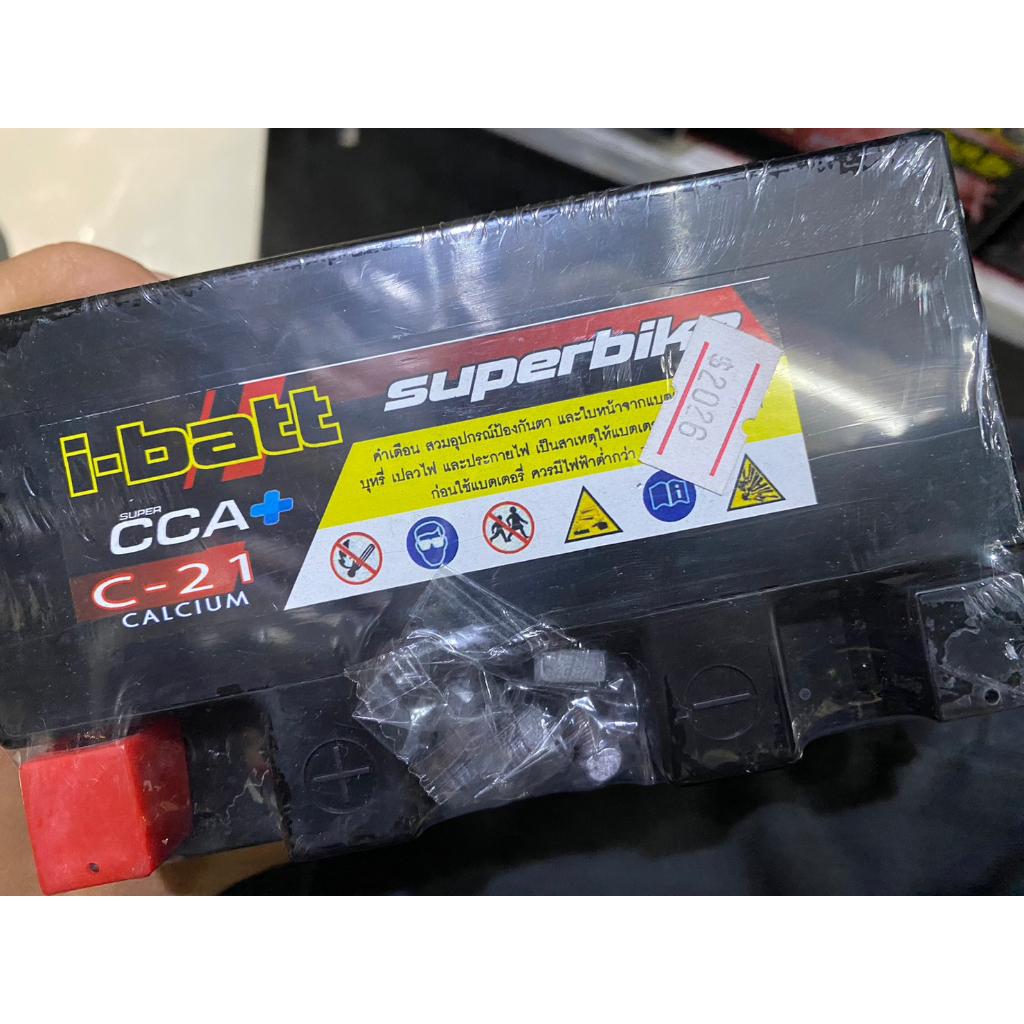 i-batt
superbike
SUPER
CCA+
C-21
CALCIUM
คำเตือน สวมอุปกรณ์ป้องกันตา และใบหน้าจากแบต
บุหรี่ เปลวไฟ และประกายไฟ เป็นสาเหตุให้แบตเตอ
ก่อนใช้แบตเตอรี่ ควรมีไฟฟ้าต่ำกว่า
S2026